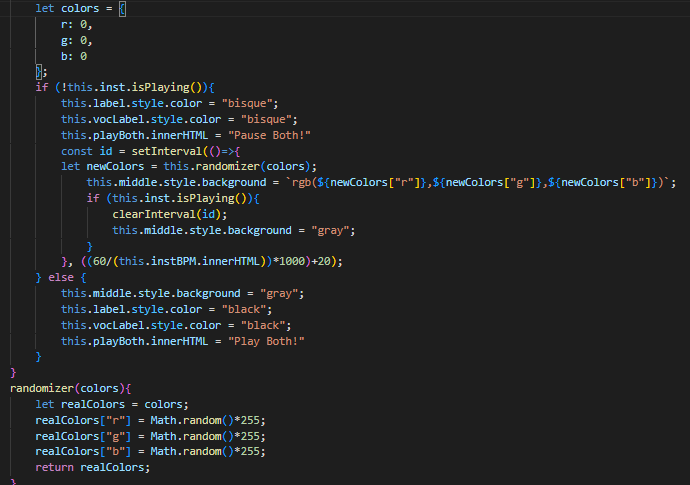 let colors = {
r: 0,
g: 0,
b: 0
};
if (!this.inst.isPlaying()){
this.label.style.color = "bisque";
this.vocLabel.style.color = "bisque";
this.playBoth.innerHTML = "Pause Both!"
const id = setInterval(()=>{
let newColors = this.randomizer(colors);
this.middle.style.background = `rgb(${newColors["r"]},${newColors["g"]},${newColors["b"]})`;
if (this.inst.isPlaying()){
clearInterval(id);
this.middle.style.background = "gray";
}
}, ((60/(this.instBPM.innerHTML))*1000)+20);
} else {
this.middle.style.background = "gray";
this.label.style.color = "black";
this.vocLabel.style.color = "black";
this.playBoth.innerHTML = "Play Both!"
}
}
randomizer(colors){
let realColors = colors;
realColors["r"] = Math.random()*255;
realColors["g"] = Math.random()*255;
realColors["b"] = Math.random()*255;
return realColors;
}